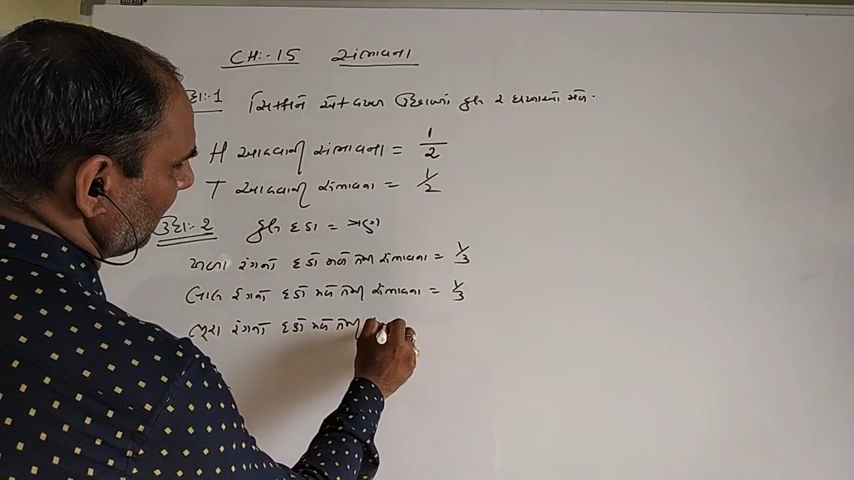 CH:-15 સંભાવના
દા:-1 સિક્કાને એક વખત ઉછાળતાં કુલ 2 ઘટનાઓ મળે.
H આવવાની સંભાવના = 1/2
T આવવાની સંભાવના = 1/2
ઉદા:-2 કુલ દડા = ત્રણ
રંગનો દડો મળે તેની સંભાવના = 1/3
લાલ રંગનો દડો મળે તેની સંભાવના = 1/3
ભૂરા રંગનો દડો મળે તેની